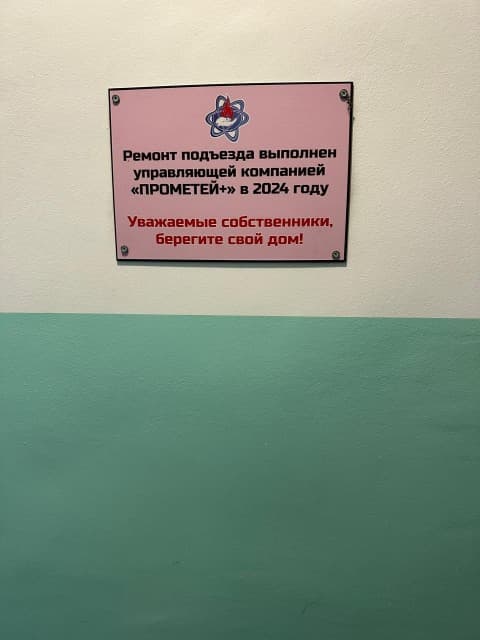 Ремонт подъезда выполнен
управляющей компанией
«ПРОМЕТЕЙ+» в 2024 году
Уважаемые собственники,
берегите свой дом!